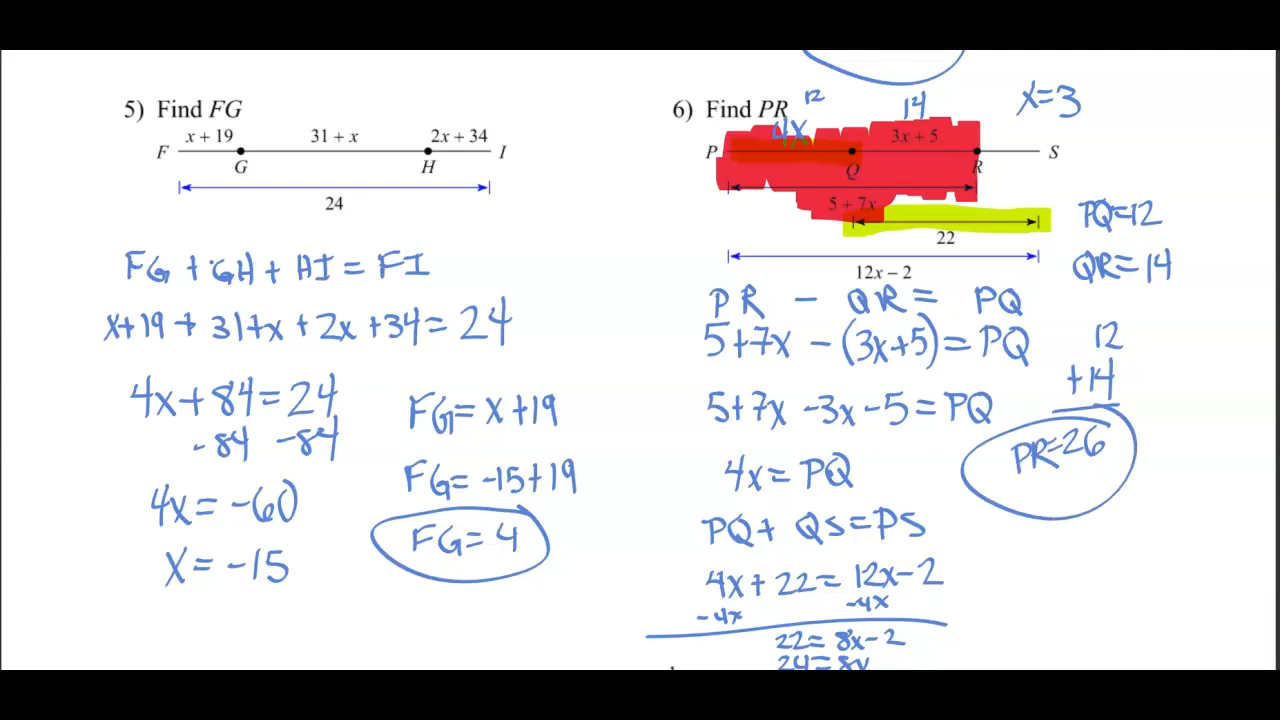 5) Find FG
x + 19
31 + x
2x + 34
F
G
H
I
24
FG + GH + HI = FI
x+19 + 31+x + 2x +34 = 24
4x + 84 = 24
-84 -84
4x = -60
x = -15
FG = x +19
FG = -15+19
FG = 4
6) Find PR
12
14
x=3
4x
3x + 5
P
Q
R
S
5 + 7x
22
12x − 2
PQ=12
QR=14
PR - QR = PQ
5+7x - (3x+5) = PQ
5+7x -3x -5 = PQ
4x = PQ
PQ + QS = PS
4x + 22 = 12x - 2
-4x -4x
22 = 8x - 2
24 = 8x
12
+14
PR=26